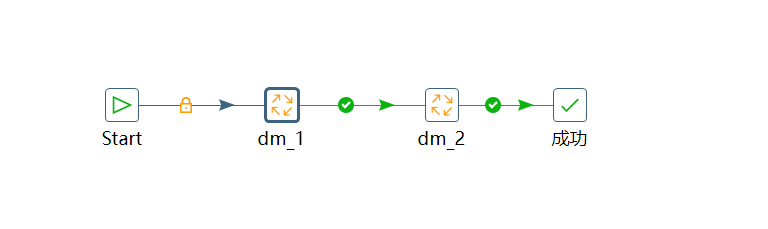 Start
dm_1
dm_2
成功